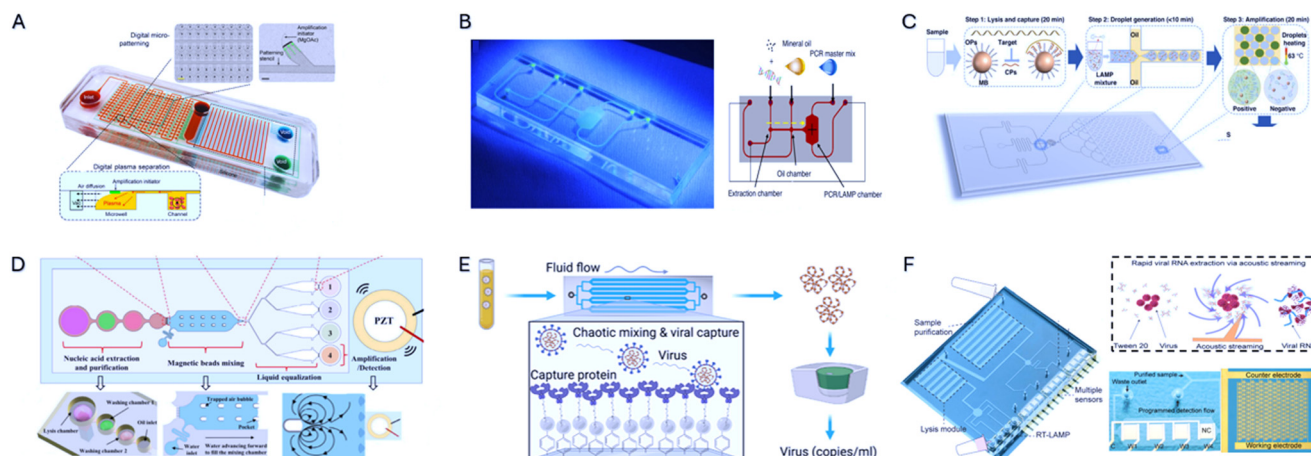 A
Digital micro-
patterning
Amplification
initiator
(MgOAc)
Patterning
stencil
Inlet
Digital plasma separation
Air diffusion
Amplification
initiator
Plasma
Microwell
Channel
B
Mineral oil
PCR master mix
Extraction chamber
Oil chamber
PCR/LAMP chamber
C
Sample
Step 1: Lysis and capture (20 min)
OPs
Target
MB
CPs
Step 2: Droplet generation (<10 min)
Oil
LAMP
mixture
Oil
Step 3: Amplification (20 min)
Droplets
heating
63 °C
Positive
Negative
S
D
1
2
3
4
PZT
Nucleic acid extraction
and purification
Magnetic beads mixing
Liquid equalization
Amplification
/Detection
Lysis chamber
Washing chamber 1
Oil inlet
Washing chamber 2
Trapped air bubble
Pocket
Water
inlet
Water advancing forward
to fill the mixing chamber
E
Fluid flow
Chaotic mixing & viral capture
Virus
Capture protein
Virus (copies/ml)
F
Sample
purification
Lysis module
Multiple
sensors
RT-LAMP
Rapid viral RNA extraction via acoustic streaming
Tween 20
Virus
Acoustic streaming
Viral RN
Purified sample
Waste outlet
Programmed detection flow
NC
Counter electrode
Working electrode